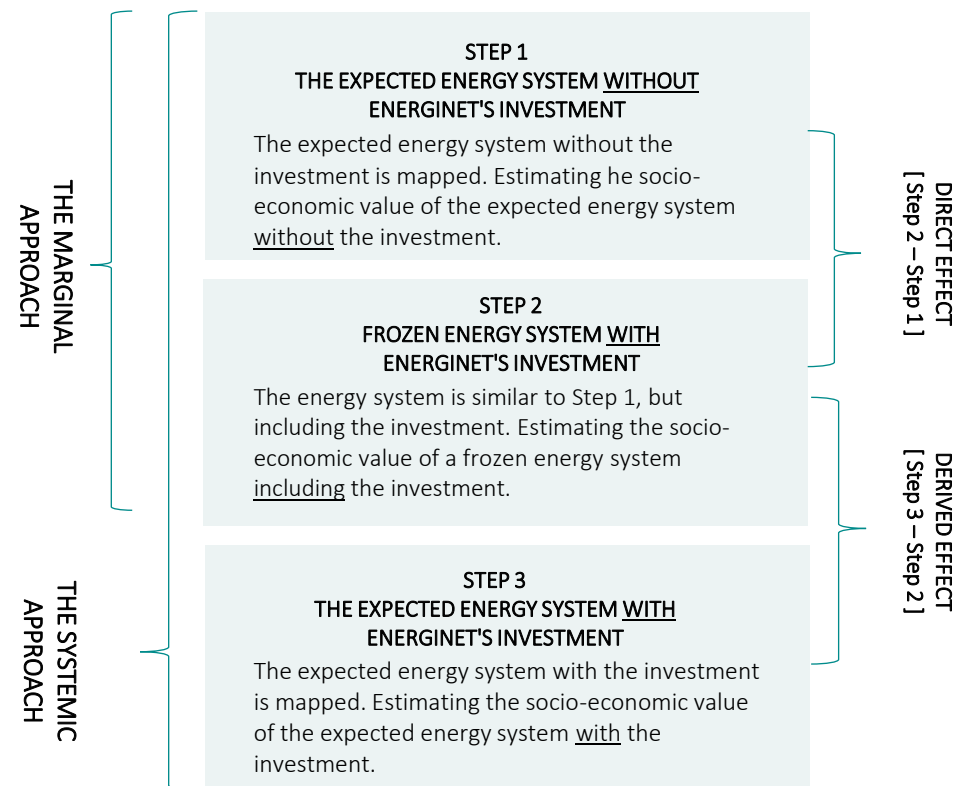 STEP 1
THE EXPECTED ENERGY SYSTEM WITHOUT
ENERGINET'S INVESTMENT
The expected energy system without the
investment is mapped. Estimating he socio-
economic value of the expected energy system
without the investment.
STEP 2
FROZEN ENERGY SYSTEM WITH
ENERGINET'S INVESTMENT
The energy system is similar to Step 1, but
including the investment. Estimating the socio-
economic value of a frozen energy system
including the investment.
STEP 3
THE EXPECTED ENERGY SYSTEM WITH
ENERGINET'S INVESTMENT
The expected energy system with the investment
is mapped. Estimating the socio-economic value
of the expected energy system with the
investment.
THE MARGINAL
APPROACH
THE SYSTEMIC
APPROACH
DIRECT EFFECT
[ Step 2 – Step 1 ]
DERIVED EFFECT
[ Step 3 – Step 2 ]